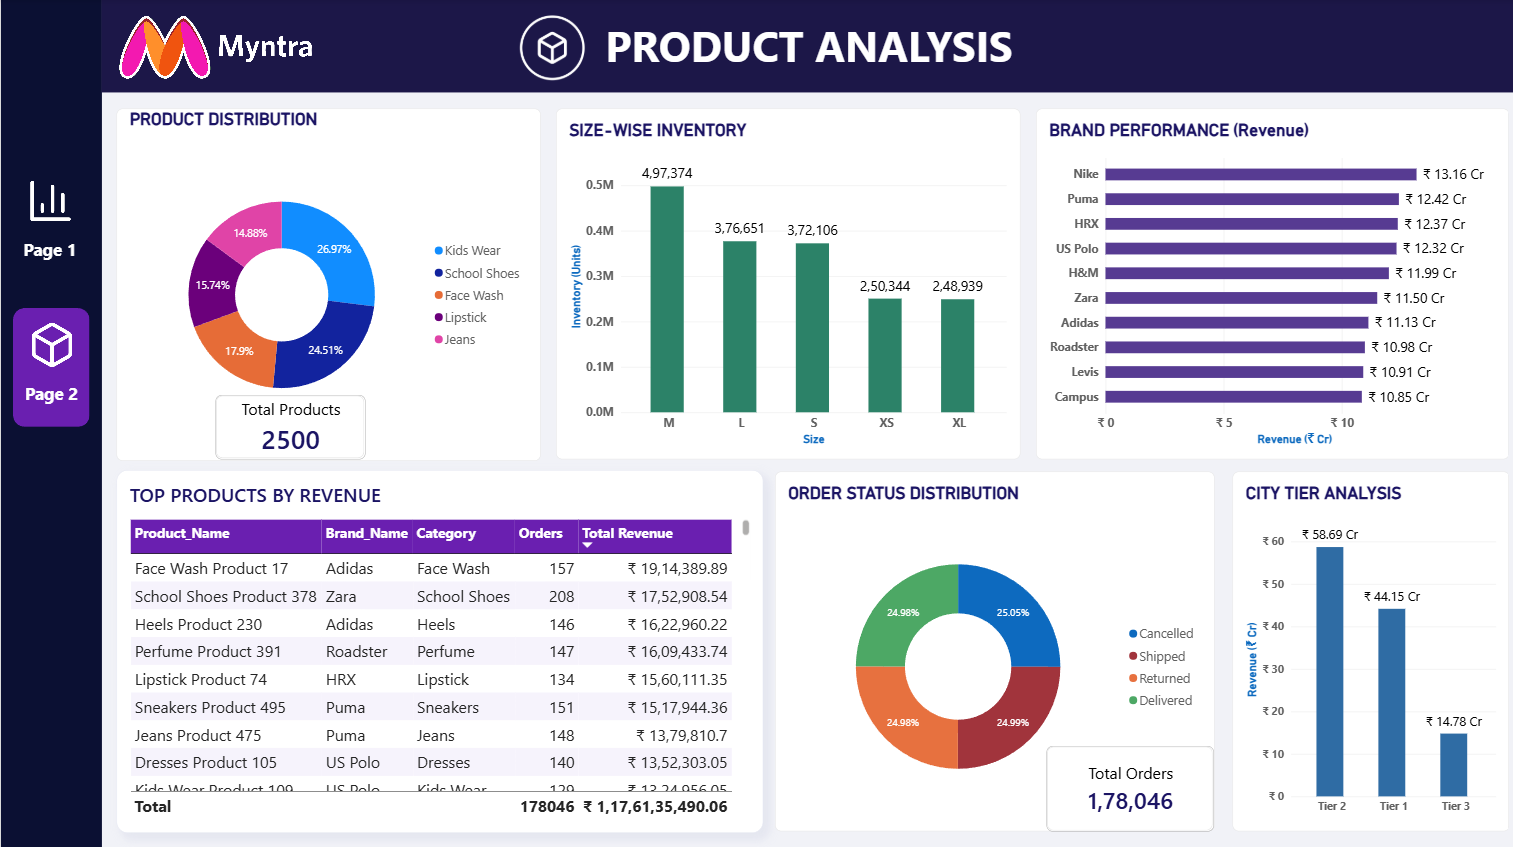 Myntra
PRODUCT ANALYSIS
Page 1
Page 2
PRODUCT DISTRIBUTION
26.97%
24.51%
17.9%
15.74%
14.88%
Kids Wear
School Shoes
Face Wash
Lipstick
Jeans
Total Products
2500
SIZE-WISE INVENTORY
Inventory (Units)
0.5M
0.4M
0.3M
0.2M
0.1M
0.0M
4,97,374
3,76,651
3,72,106
2,50,344
2,48,939
M L S XS XL
Size
BRAND PERFORMANCE (Revenue)
Nike ₹ 13.16 Cr
Puma ₹ 12.42 Cr
HRX ₹ 12.37 Cr
US Polo ₹ 12.32 Cr
H&M ₹ 11.99 Cr
Zara ₹ 11.50 Cr
Adidas ₹ 11.13 Cr
Roadster ₹ 10.98 Cr
Levis ₹ 10.91 Cr
Campus ₹ 10.85 Cr
₹ 0 ₹ 5 ₹ 10
Revenue (₹ Cr)
TOP PRODUCTS BY REVENUE
Product_Name Brand_Name Category Orders Total Revenue
Face Wash Product 17 Adidas Face Wash 157 ₹ 19,14,389.89
School Shoes Product 378 Zara School Shoes 208 ₹ 17,52,908.54
Heels Product 230 Adidas Heels 146 ₹ 16,22,960.22
Perfume Product 391 Roadster Perfume 147 ₹ 16,09,433.74
Lipstick Product 74 HRX Lipstick 134 ₹ 15,60,111.35
Sneakers Product 495 Puma Sneakers 151 ₹ 15,17,944.36
Jeans Product 475 Puma Jeans 148 ₹ 13,79,810.7
Dresses Product 105 US Polo Dresses 140 ₹ 13,52,303.05
Kids Wear Product 109 US Polo Kids Wear 129 ₹ 13,24,956.05
Total 178046 ₹ 1,17,61,35,490.06
ORDER STATUS DISTRIBUTION
25.05%
24.99%
24.98%
24.98%
Cancelled
Shipped
Returned
Delivered
Total Orders
1,78,046
CITY TIER ANALYSIS
Revenue (₹ Cr)
₹ 60
₹ 50
₹ 40
₹ 30
₹ 20
₹ 10
₹ 0
₹ 58.69 Cr
₹ 44.15 Cr
₹ 14.78 Cr
Tier 2 Tier 1 Tier 3